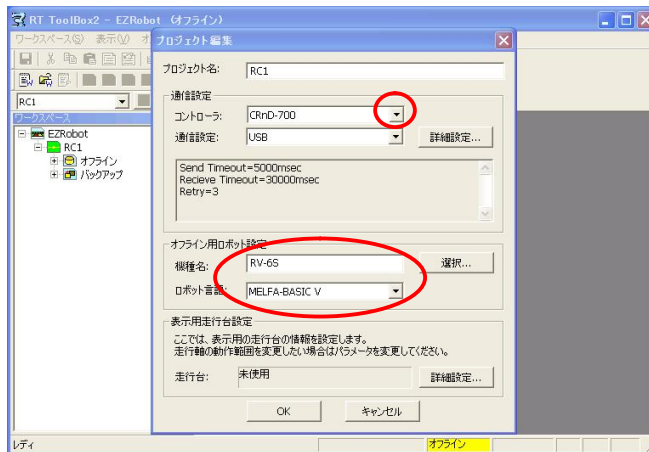 RT ToolBox2 - EZRobot (オフライン)
ワークスペース(S) 表示(V)
プロジェクト編集
RC1
ワークスペース
EZRobot
RC1
オフライン
バックアップ
プロジェクト名: RC1
通信設定
コントローラ: CRnD-700
通信設定: USB 詳細設定...
Send Timeout=5000msec
Recieve Timeout=30000msec
Retry=3
オフライン用ロボット設定
機種名: RV-6S 選択...
ロボット言語: MELFA-BASIC V
表示用走行台設定
ここでは、表示用の走行台の情報を設定します。
走行軸の動作範囲を変更したい場合はパラメータを変更してください。
走行台: 未使用 詳細設定...
OK キャンセル
レディ オフライン